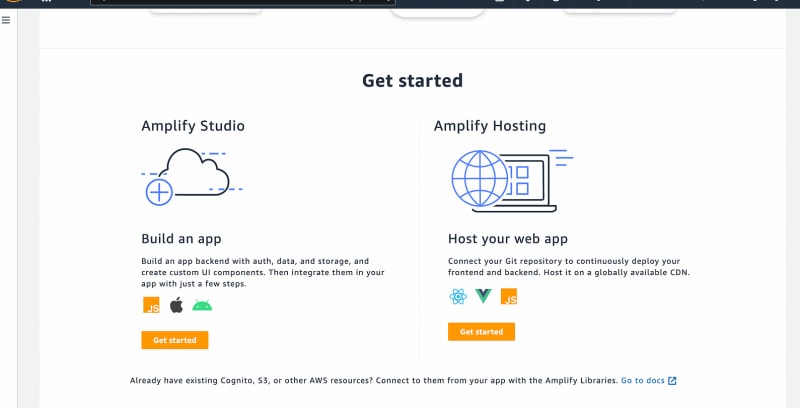 Get started
Amplify Studio
Amplify Hosting
Build an app
Build an app backend with auth, data, and storage, and
create custom UI components. Then integrate them in your
app with just a few steps.
JS
Get started
Host your web app
Connect your Git repository to continuously deploy your
frontend and backend. Host it on a globally available CDN.
JS
Get started
Already have existing Cognito, S3, or other AWS resources? Connect to them from your app with the Amplify Libraries. Go to docs